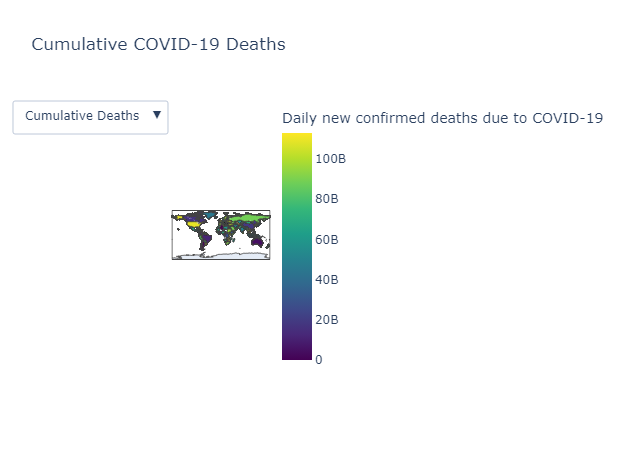 Cumulative COVID-19 Deaths
Cumulative Deaths ▼
Daily new confirmed deaths due to COVID-19
100B
80B
60B
40B
20B
0